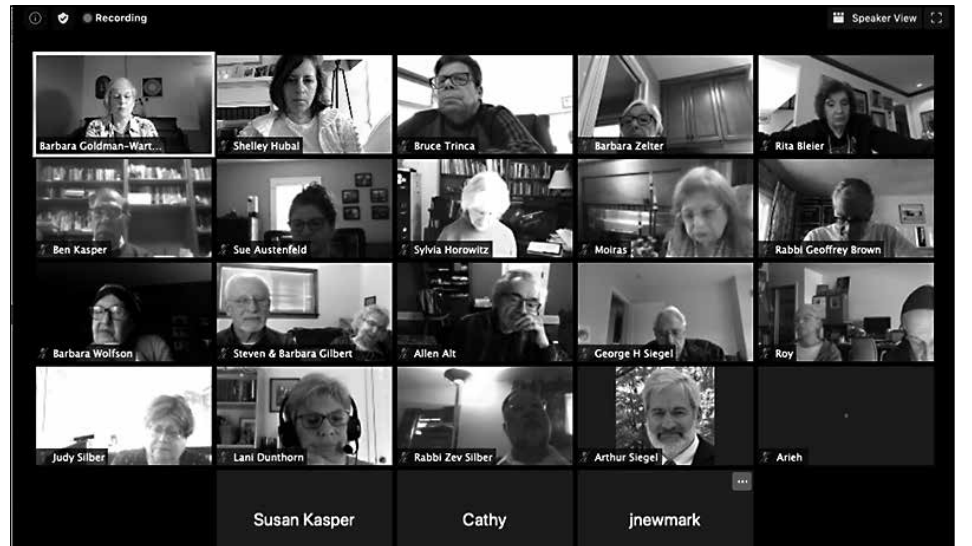 Recording
Speaker View
Barbara Goldman-Wart...
Shelley Hubal
Bruce Trinca
Barbara Zelter
Rita Bleier
Ben Kasper
Sue Austenfeld
Sylvia Horowitz
Moiras
Rabbi Geoffrey Brown
Barbara Wolfson
Steven & Barbara Gilbert
Allen Alt
George H Siegel
Roy
Judy Silber
Lani Dunthorn
Rabbi Zev Silber
Arthur Siegel
Arieh
Susan Kasper
Cathy
jnewmark